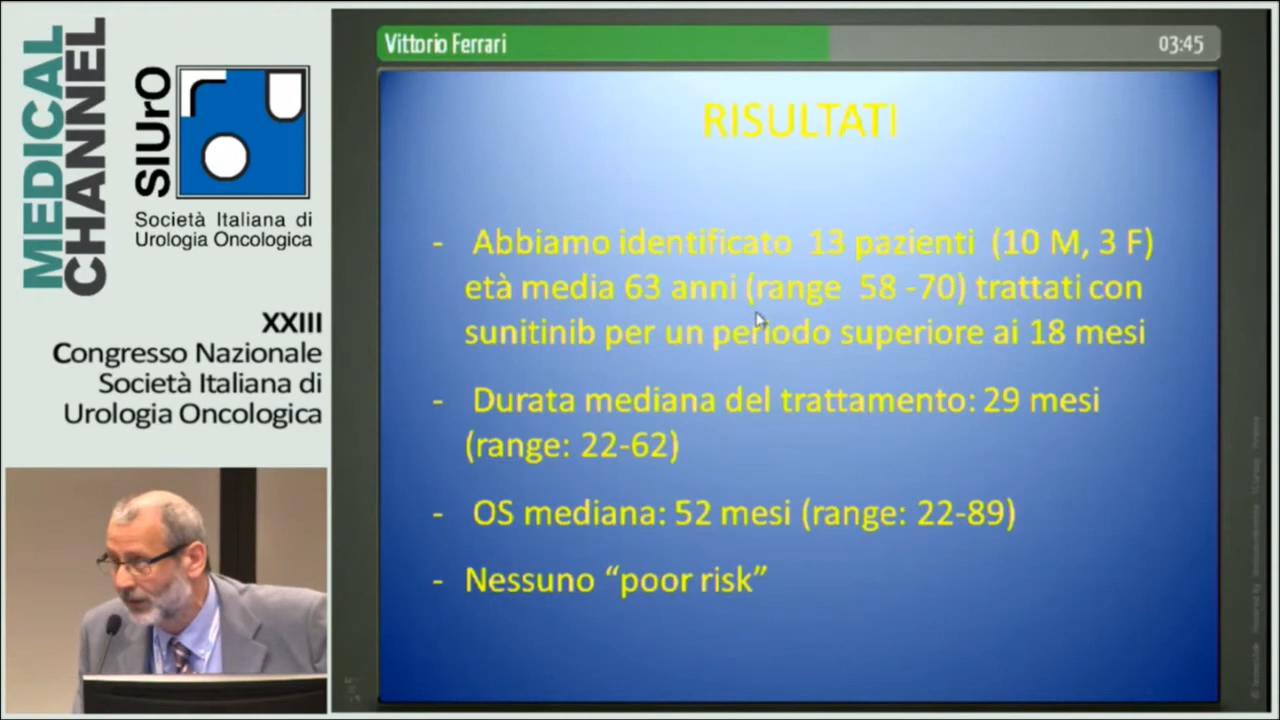 MEDICAL
CHANNEL
SIUrO
Società Italiana di
Urologia Oncologica
XXIII
Congresso Nazionale
Società Italiana di
Urologia Oncologica
Vittorio Ferrari
03:45
RISULTATI
- Abbiamo identificato 13 pazienti (10 M, 3 F)
età media 63 anni (range 58 -70) trattati con
sunitinib per un periodo superiore ai 18 mesi
- Durata mediana del trattamento: 29 mesi
(range: 22-62)
- OS mediana: 52 mesi (range: 22-89)
- Nessuno “poor risk”